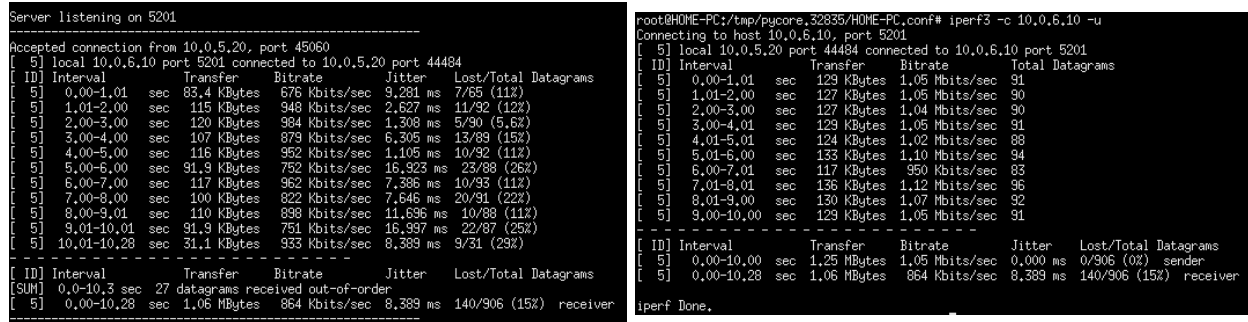 Server listening on 5201
-----------------------------------------------------------
Accepted connection from 10.0.5.20, port 45060
[  5] local 10.0.6.10 port 5201 connected to 10.0.5.20 port 44484
[ ID] Interval           Transfer     Bitrate         Jitter    Lost/Total Datagrams
[  5]   0.00-1.01   sec  83.4 KBytes   676 Kbits/sec  9.281 ms  7/65 (11%)
[  5]   1.01-2.00   sec   115 KBytes   948 Kbits/sec  2.627 ms  11/92 (12%)
[  5]   2.00-3.00   sec   120 KBytes   984 Kbits/sec  1.308 ms  5/90 (5.6%)
[  5]   3.00-4.00   sec   107 KBytes   879 Kbits/sec  6.305 ms  13/89 (15%)
[  5]   4.00-5.00   sec   116 KBytes   952 Kbits/sec  1.105 ms  10/92 (11%)
[  5]   5.00-6.00   sec  91.9 KBytes   752 Kbits/sec  16.923 ms  23/88 (26%)
[  5]   6.00-7.00   sec   117 KBytes   962 Kbits/sec  7.386 ms  10/93 (11%)
[  5]   7.00-8.00   sec   100 KBytes   822 Kbits/sec  7.646 ms  20/91 (22%)
[  5]   8.00-9.01   sec   110 KBytes   898 Kbits/sec  11.696 ms  10/88 (11%)
[  5]   9.01-10.01  sec  91.9 KBytes   751 Kbits/sec  16.997 ms  22/87 (25%)
[  5]  10.01-10.28  sec  31.1 KBytes   933 Kbits/sec  8.389 ms  9/31 (29%)
- - - - - - - - - - - - - - - - - - - - - - - - -
[ ID] Interval           Transfer     Bitrate         Jitter    Lost/Total Datagrams
[SUM]  0.0-10.3 sec  27 datagrams received out-of-order
[  5]   0.00-10.28  sec  1.06 MBytes   864 Kbits/sec  8.389 ms  140/906 (15%)  receiver
-----------------------------------------------------------
root@HOME-PC:/tmp/pycore.32835/HOME-PC.conf# iperf3 -c 10.0.6.10 -u
Connecting to host 10.0.6.10, port 5201
[  5] local 10.0.5.20 port 44484 connected to 10.0.6.10 port 5201
[ ID] Interval           Transfer     Bitrate         Total Datagrams
[  5]   0.00-1.01   sec   129 KBytes  1.05 Mbits/sec  91
[  5]   1.01-2.00   sec   127 KBytes  1.05 Mbits/sec  90
[  5]   2.00-3.00   sec   127 KBytes  1.04 Mbits/sec  90
[  5]   3.00-4.01   sec   129 KBytes  1.05 Mbits/sec  91
[  5]   4.01-5.01   sec   124 KBytes  1.02 Mbits/sec  88
[  5]   5.01-6.00   sec   133 KBytes  1.10 Mbits/sec  94
[  5]   6.00-7.01   sec   117 KBytes   950 Kbits/sec  83
[  5]   7.01-8.01   sec   136 KBytes  1.12 Mbits/sec  96
[  5]   8.01-9.00   sec   130 KBytes  1.07 Mbits/sec  92
[  5]   9.00-10.00  sec   129 KBytes  1.05 Mbits/sec  91
- - - - - - - - - - - - - - - - - - - - - - - - -
[ ID] Interval           Transfer     Bitrate         Jitter    Lost/Total Datagrams
[  5]   0.00-10.00  sec  1.25 MBytes  1.05 Mbits/sec  0.000 ms  0/906 (0%)  sender
[  5]   0.00-10.28  sec  1.06 MBytes   864 Kbits/sec  8.389 ms  140/906 (15%)  receiver
iperf Done.